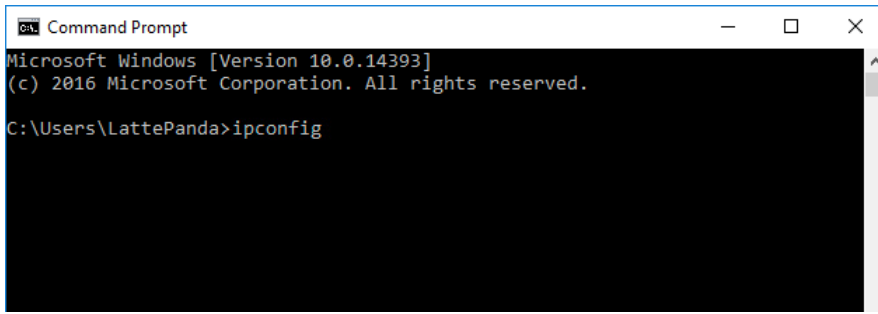 Command Prompt
Microsoft Windows [Version 10.0.14393]
(c) 2016 Microsoft Corporation. All rights reserved.
C:\Users\LattePanda>ipconfig